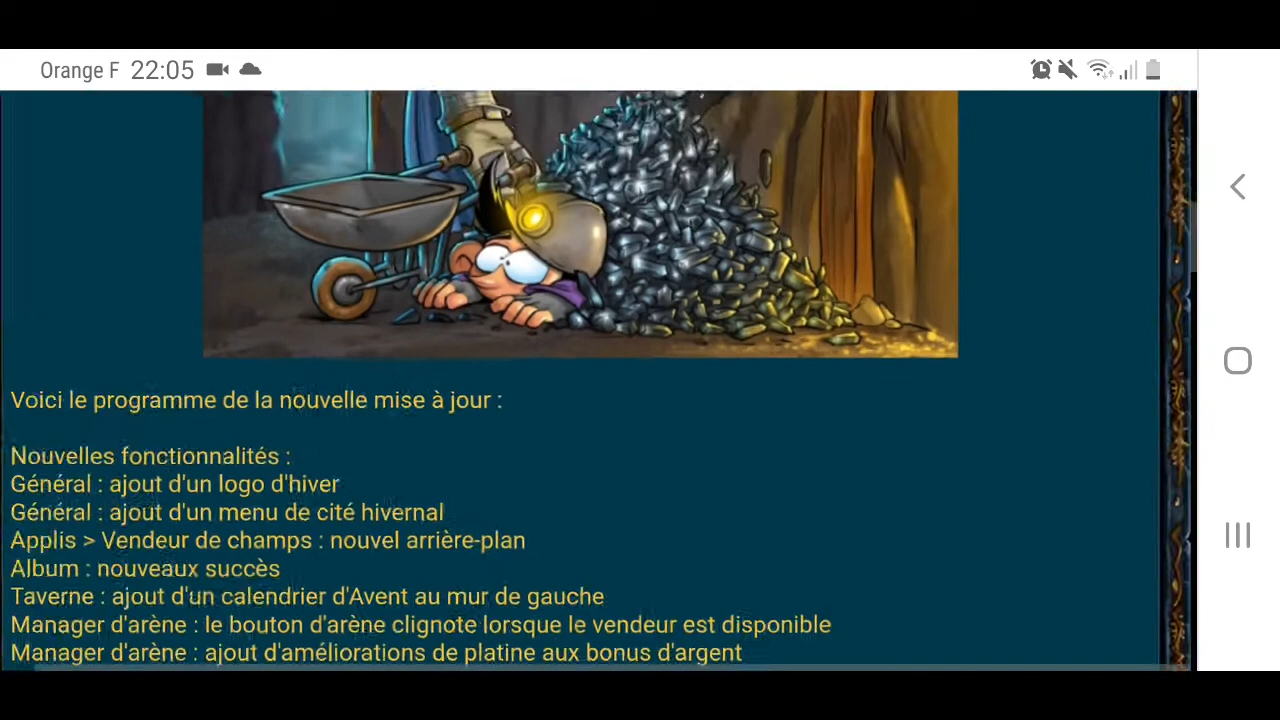 Orange F 22:05
Voici le programme de la nouvelle mise à jour :
Nouvelles fonctionnalités :
Général : ajout d'un logo d'hiver
Général : ajout d'un menu de cité hivernal
Applis > Vendeur de champs : nouvel arrière-plan
Album : nouveaux succès
Taverne : ajout d'un calendrier d'Avent au mur de gauche
Manager d'arène : le bouton d'arène clignote lorsque le vendeur est disponible
Manager d'arène : ajout d'améliorations de platine aux bonus d'argent